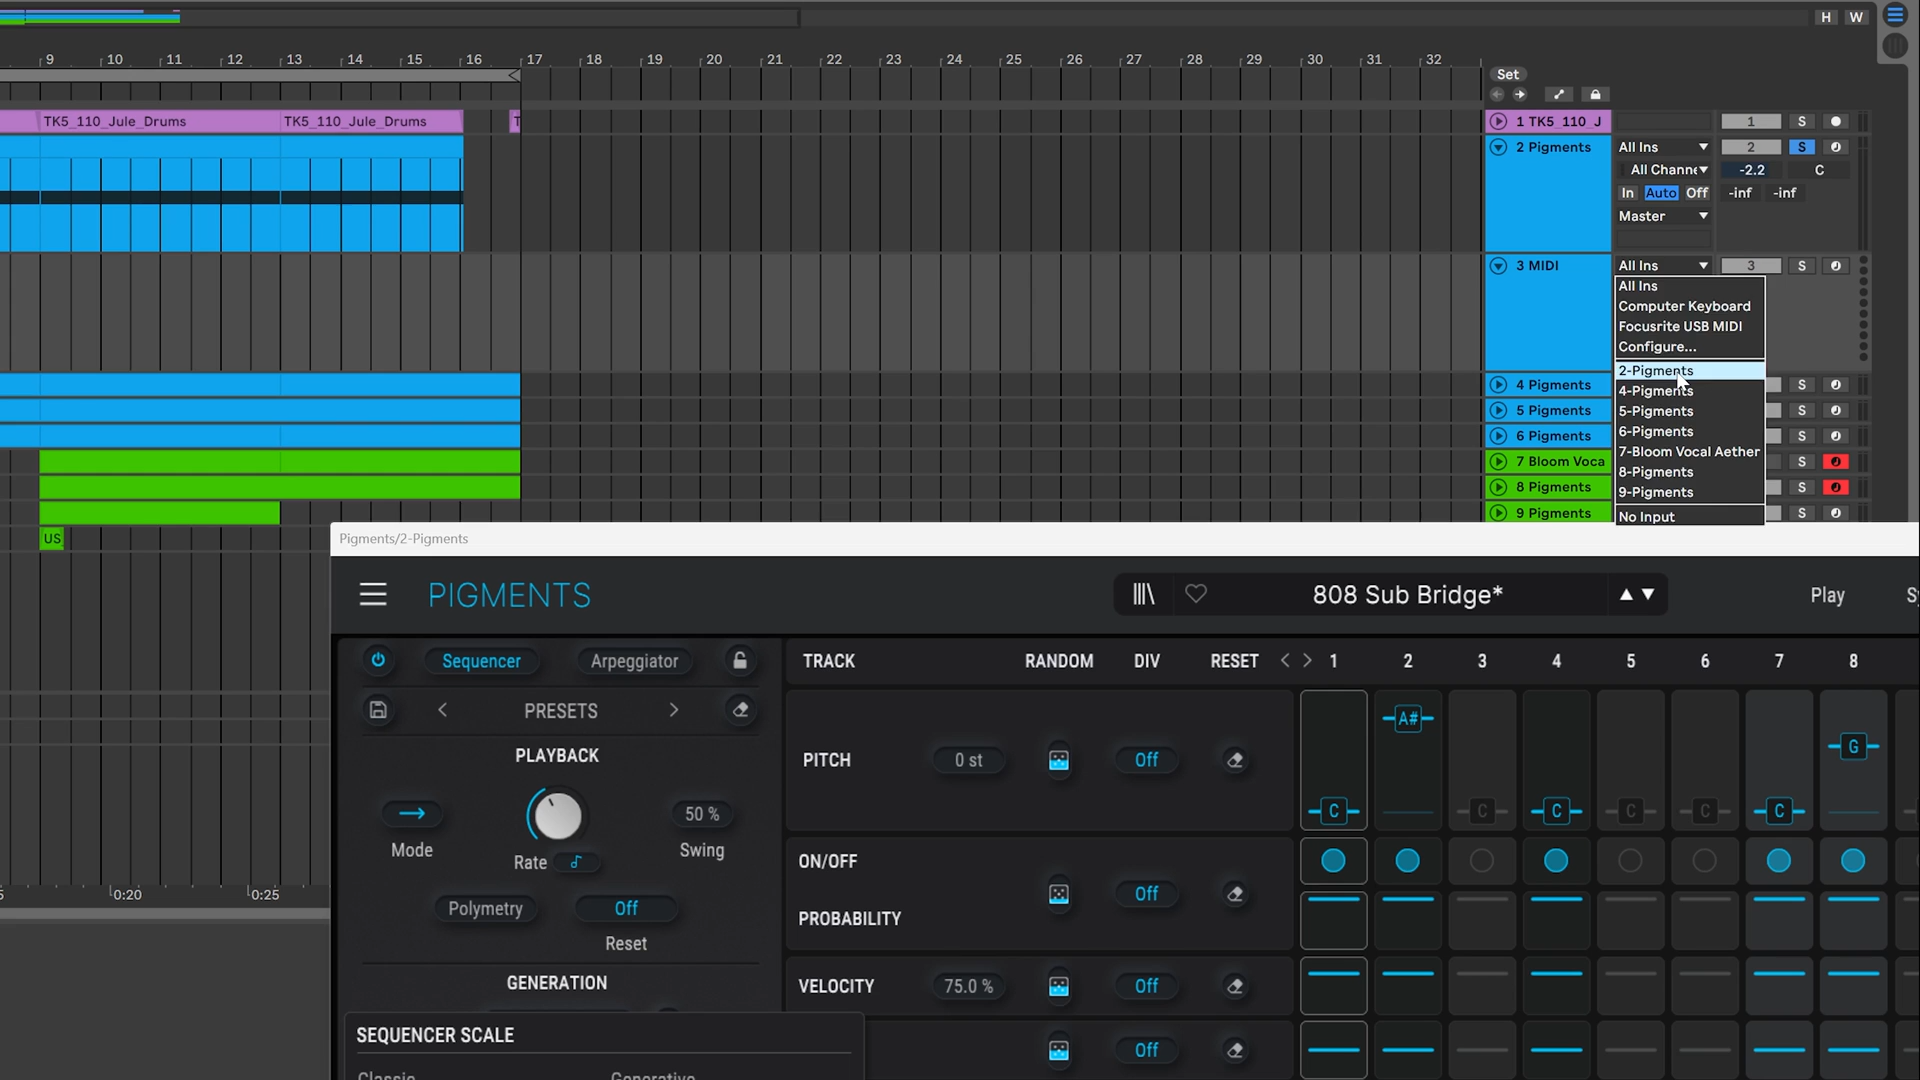 H W
9 10 11 12 13 14 15 16 17 18 19 20 21 22 23 24 25 26 27 28 29 30 31 32
Set
TK5_110_Jule_Drums TK5_110_Jule_Drums T 1 TK5_110_J 1 S
2 Pigments All Ins 2 S
All Channe -2.2 C
In Auto Off -inf -inf
Master
3 MIDI All Ins 3 S
All Ins
Computer Keyboard
Focusrite USB MIDI
Configure...
2-Pigments
4 Pigments 4-Pigments S
5 Pigments 5-Pigments S
6 Pigments 6-Pigments S
7 Bloom Voca 7-Bloom Vocal Aether S
8 Pigments 8-Pigments S
9 Pigments 9-Pigments S
No Input
US
Pigments/2-Pigments
PIGMENTS 808 Sub Bridge* Play
Sequencer Arpeggiator TRACK RANDOM DIV RESET < > 1 2 3 4 5 6 7 8
PRESETS A#
PLAYBACK PITCH 0 st Off G
50 % C C C C C C
Mode Rate Swing ON/OFF
0:20 0:25 Polymetry Off Off
Reset PROBABILITY
GENERATION VELOCITY 75.0 % Off
SEQUENCER SCALE Off
Classic Generative